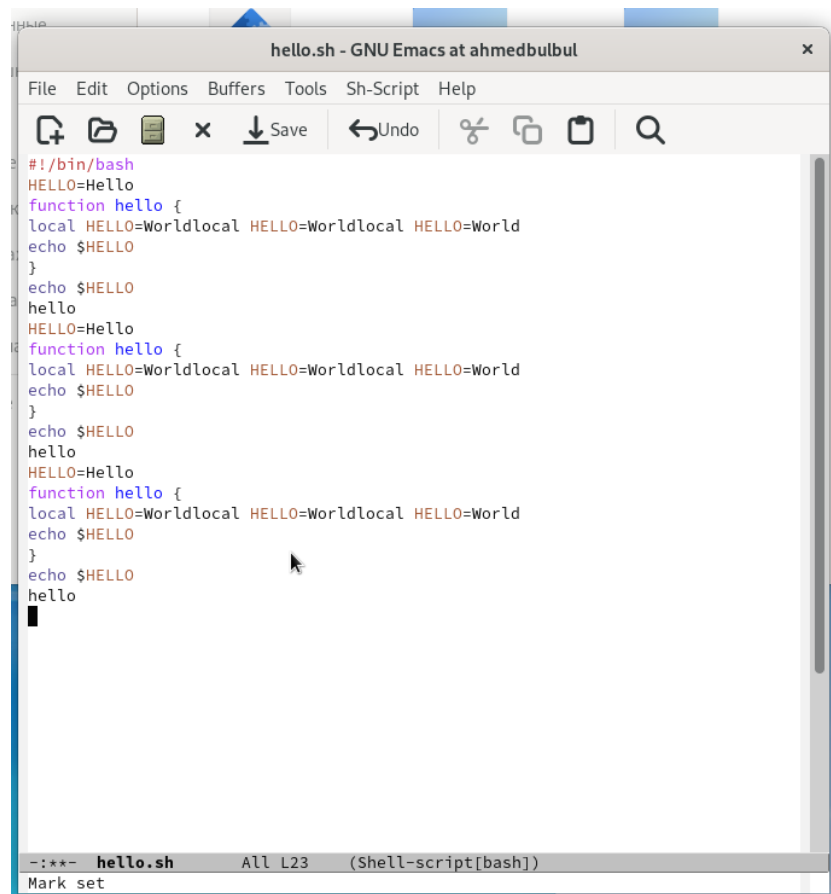 нные
hello.sh - GNU Emacs at ahmedbulbul ×
File Edit Options Buffers Tools Sh-Script Help
Save Undo
#!/bin/bash
HELLO=Hello
function hello {
local HELLO=Worldlocal HELLO=Worldlocal HELLO=World
echo $HELLO
}
echo $HELLO
hello
HELLO=Hello
function hello {
local HELLO=Worldlocal HELLO=Worldlocal HELLO=World
echo $HELLO
}
echo $HELLO
hello
HELLO=Hello
function hello {
local HELLO=Worldlocal HELLO=Worldlocal HELLO=World
echo $HELLO
}
echo $HELLO
hello
-:**- hello.sh All L23 (Shell-script[bash])
Mark set